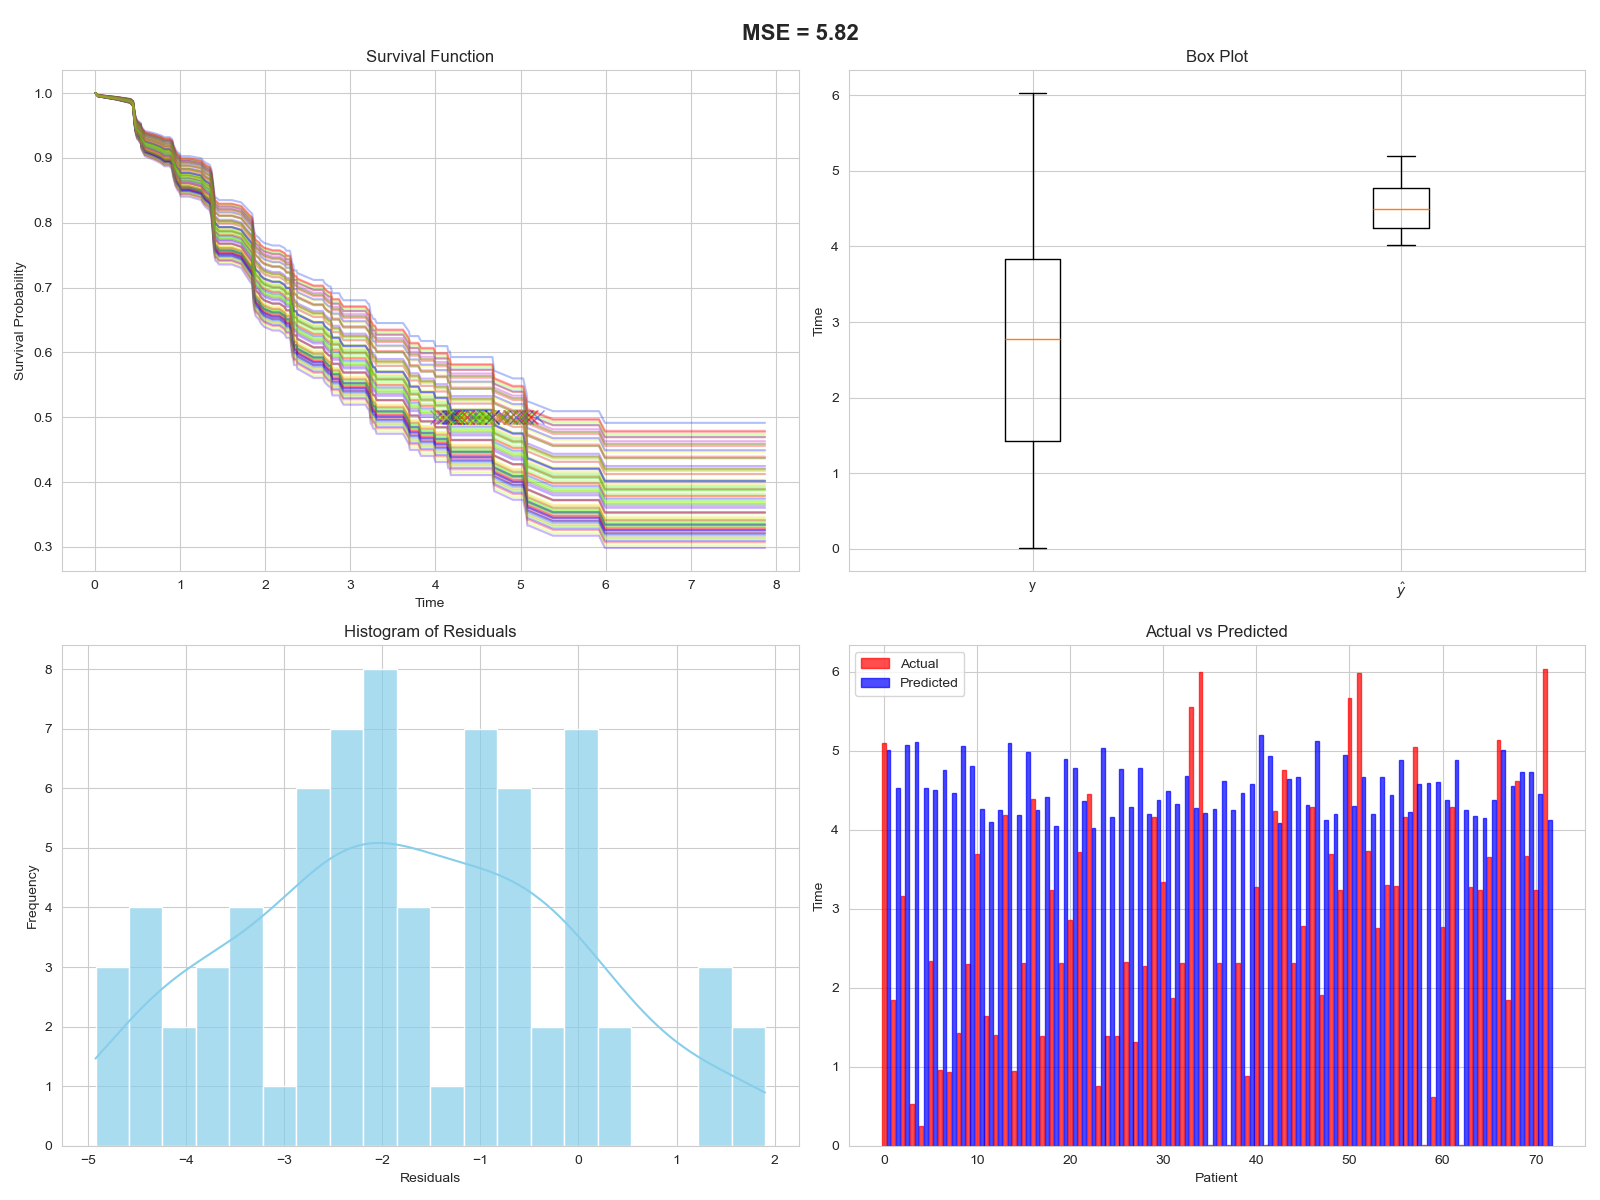 MSE = 5.82
Survival Function
1.0
0.9
0.8
0.7
0.6
0.5
0.4
0.3
Survival Probability
0 1 2 3 4 5 6 7 8
Time
Box Plot
6
5
4
3
2
1
0
Time
y ŷ
Histogram of Residuals
8
7
6
5
4
3
2
1
0
Frequency
−5 −4 −3 −2 −1 0 1 2
Residuals
Actual vs Predicted
Actual
Predicted
6
5
4
3
2
1
0
Time
0 10 20 30 40 50 60 70
Patient